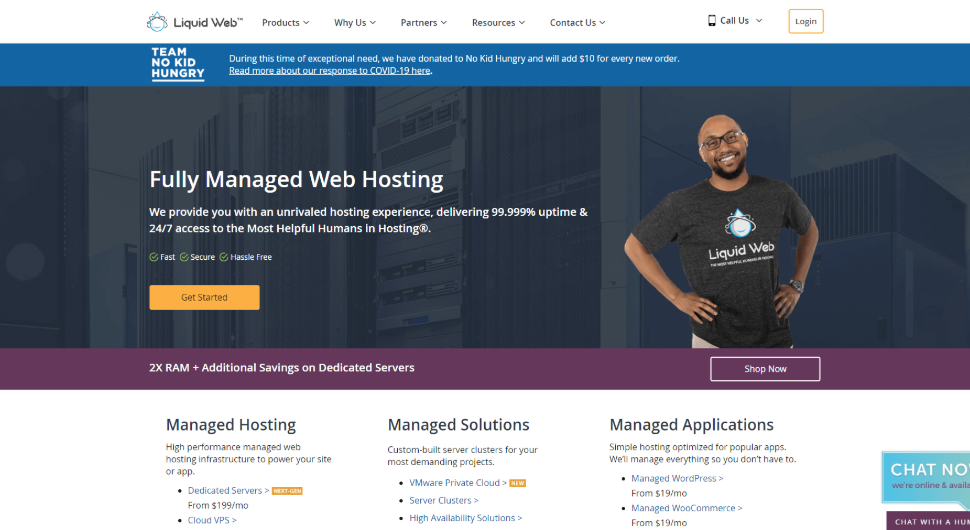 Liquid Web™
Products
Why Us
Partners
Resources
Contact Us
Call Us
Login
TEAM
NO KID
HUNGRY
During this time of exceptional need, we have donated to No Kid Hungry and will add $10 for every new order.
Read more about our response to COVID-19 here.
Fully Managed Web Hosting
We provide you with an unrivaled hosting experience, delivering 99.999% uptime &
24/7 access to the Most Helpful Humans in Hosting®.
Fast Secure Hassle Free
Get Started
Liquid Web
THE MOST HELPFUL HUMANS IN HOSTING
2X RAM + Additional Savings on Dedicated Servers
Shop Now
Managed Hosting
High performance managed web
hosting infrastructure to power your site
or app.
• Dedicated Servers > NEXT-GEN
From $199/mo
• Cloud VPS >
Managed Solutions
Custom-built server clusters for your
most demanding projects.
• VMware Private Cloud > NEW
• Server Clusters >
• High Availability Solutions >
Managed Applications
Simple hosting optimized for popular apps.
We'll manage everything so you don't have to.
• Managed WordPress >
From $19/mo
• Managed WooCommerce >
From $19/mo
CHAT NO
we're online & availa
CHAT WITH A HUM